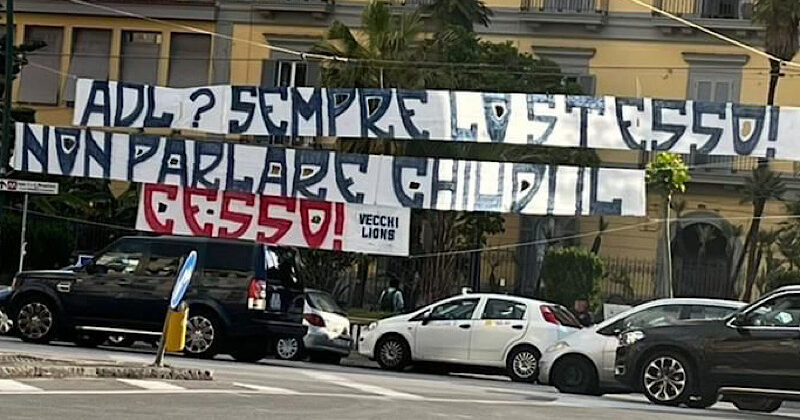 ADL? SEMPRE LO STESSO!
NON PARLARE CHIUDI IL
CESSO!
VECCHI
LIONS